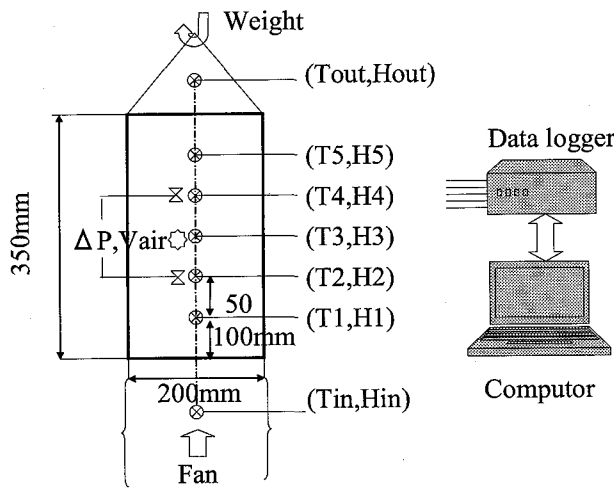 Weight
(Tout,Hout)
Data logger
(T5,H5)
(T4,H4)
350mm
ΔP,Vair
(T3,H3)
(T2,H2)
50
(T1,H1)
100mm
200mm
(Tin,Hin)
Computor
Fan